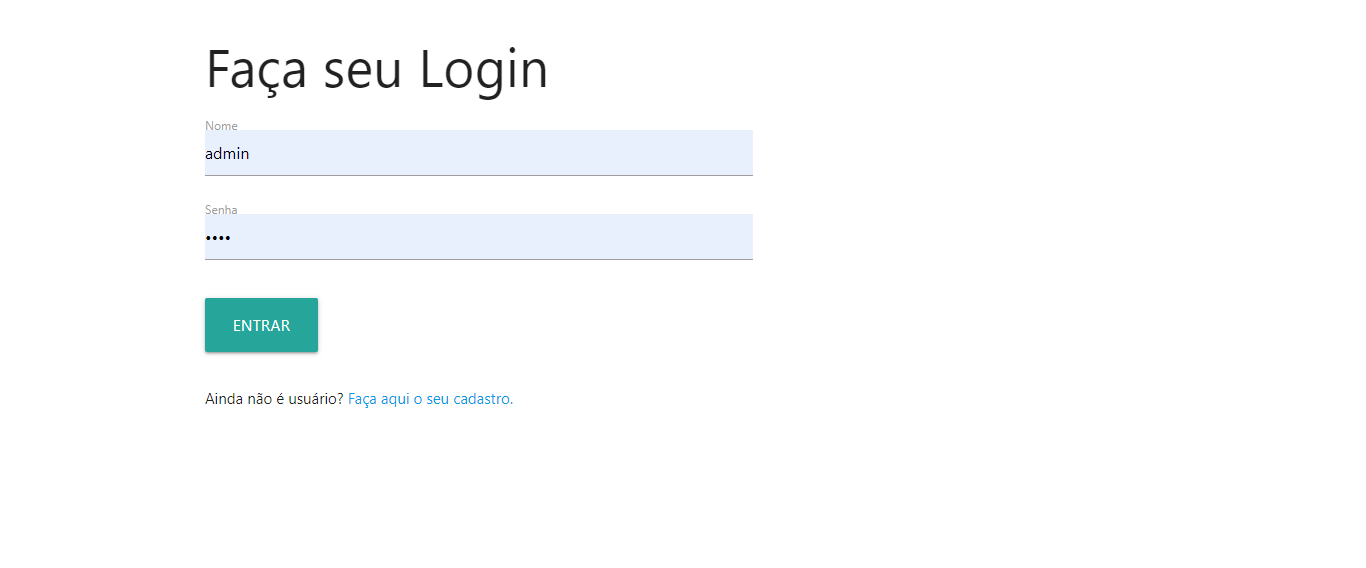 Faça seu Login
Nome
admin
Senha
••••
ENTRAR
Ainda não é usuário? Faça aqui o seu cadastro.